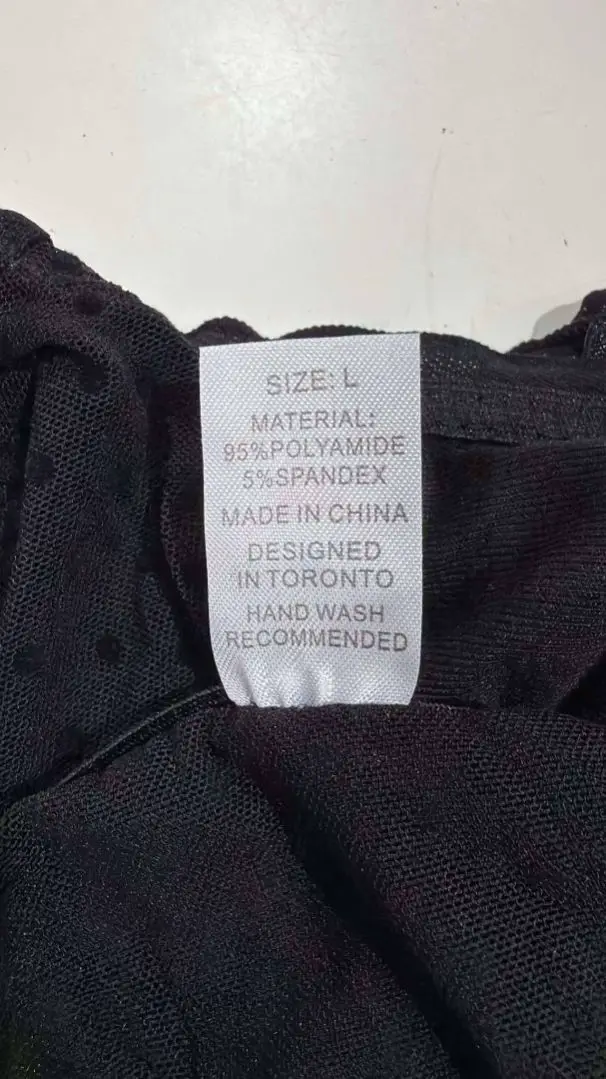 SIZE: L
MATERIAL:
95%POLYAMIDE
5%SPANDEX
MADE IN CHINA
DESIGNED
IN TORONTO
HAND WASH
RECOMMENDED